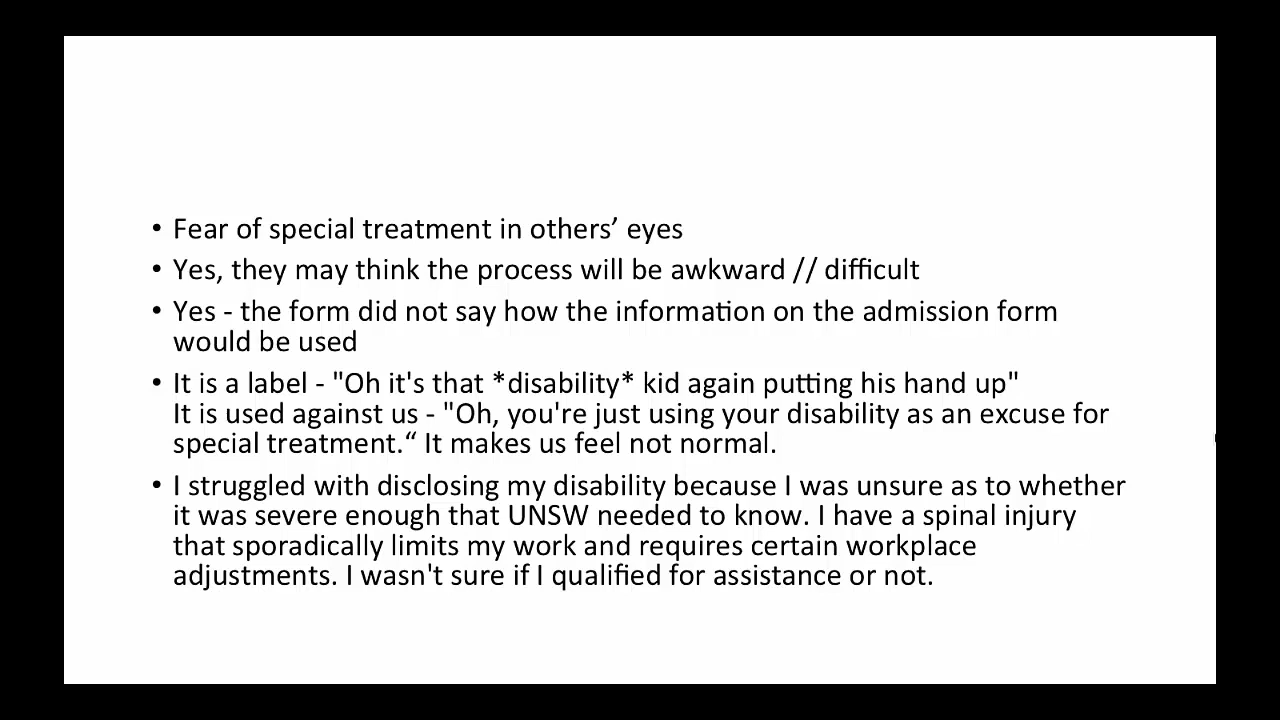 • Fear of special treatment in others’ eyes
• Yes, they may think the process will be awkward // difficult
• Yes - the form did not say how the information on the admission form
would be used
• It is a label - "Oh it's that *disability* kid again putting his hand up"
It is used against us - "Oh, you're just using your disability as an excuse for
special treatment.“ It makes us feel not normal.
• I struggled with disclosing my disability because I was unsure as to whether
it was severe enough that UNSW needed to know. I have a spinal injury
that sporadically limits my work and requires certain workplace
adjustments. I wasn't sure if I qualified for assistance or not.